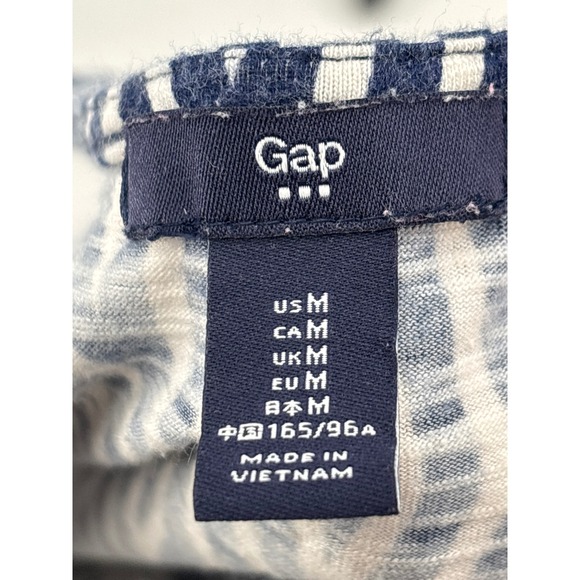 Gap
US M
CA M
UK M
EU M
日本 M
中国 165/96A
MADE IN
VIETNAM